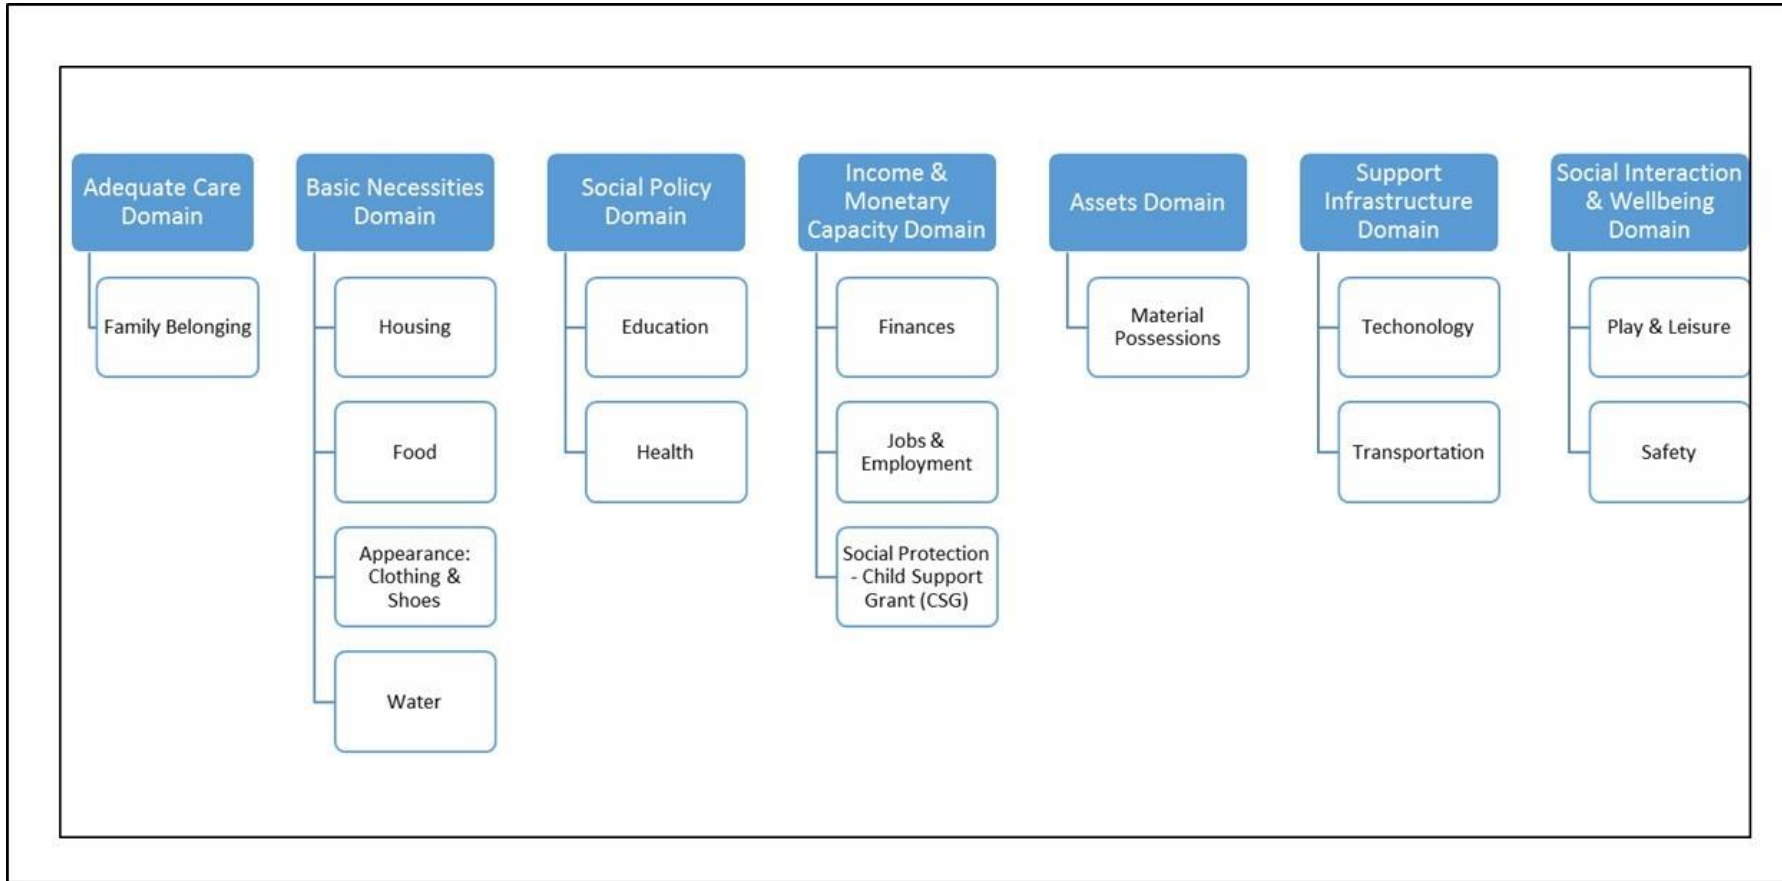 Adequate Care
Domain
Family Belonging
Basic Necessities
Domain
Housing
Food
Appearance:
Clothing &
Shoes
Water
Social Policy
Domain
Education
Health
Income &
Monetary
Capacity Domain
Finances
Jobs &
Employment
Social Protection
- Child Support
Grant (CSG)
Assets Domain
Material
Possessions
Support
Infrastructure
Domain
Techonology
Transportation
Social Interaction
& Wellbeing
Domain
Play & Leisure
Safety